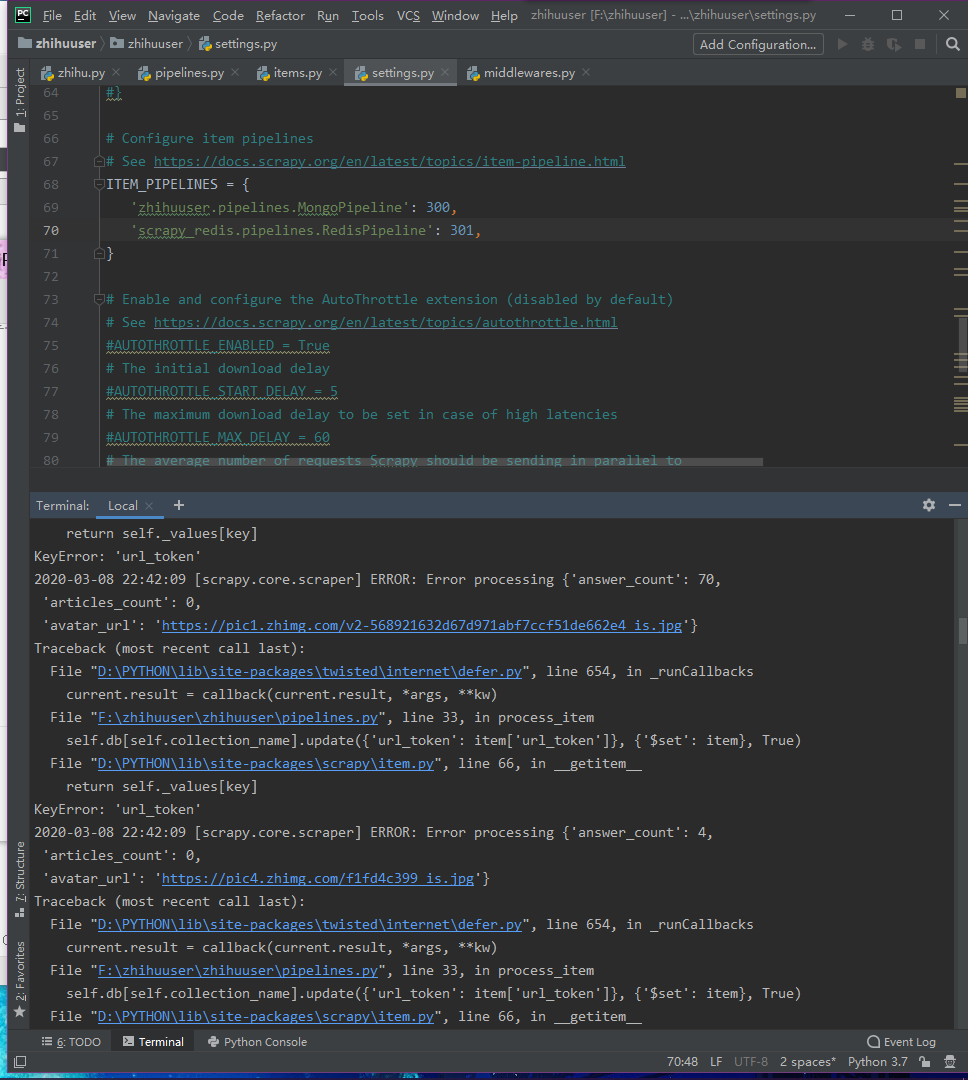 PC File Edit View Navigate Code Refactor Run Tools VCS Window Help zhihuuser [F:\zhihuuser] - ...\zhihuuser\settings.py
zhihuuser zhihuuser settings.py Add Configuration...
zhihu.py pipelines.py items.py settings.py middlewares.py
1: Project
64 #}
65
66 # Configure item pipelines
67 # See https://docs.scrapy.org/en/latest/topics/item-pipeline.html
68 ITEM_PIPELINES = {
69 'zhihuuser.pipelines.MongoPipeline': 300,
70 'scrapy_redis.pipelines.RedisPipeline': 301,
71 }
72
73 # Enable and configure the AutoThrottle extension (disabled by default)
74 # See https://docs.scrapy.org/en/latest/topics/autothrottle.html
75 #AUTOTHROTTLE_ENABLED = True
76 # The initial download delay
77 #AUTOTHROTTLE_START_DELAY = 5
78 # The maximum download delay to be set in case of high latencies
79 #AUTOTHROTTLE_MAX_DELAY = 60
80 # The average number of requests Scrapy should be sending in parallel to
Terminal: Local +
return self._values[key]
KeyError: 'url_token'
2020-03-08 22:42:09 [scrapy.core.scraper] ERROR: Error processing {'answer_count': 70,
'articles_count': 0,
'avatar_url': 'https://pic1.zhimg.com/v2-568921632d67d971abf7ccf51de662e4_is.jpg'}
Traceback (most recent call last):
File "D:\PYTHON\lib\site-packages\twisted\internet\defer.py", line 654, in _runCallbacks
current.result = callback(current.result, *args, **kw)
File "F:\zhihuuser\zhihuuser\pipelines.py", line 33, in process_item
self.db[self.collection_name].update({'url_token': item['url_token']}, {'$set': item}, True)
File "D:\PYTHON\lib\site-packages\scrapy\item.py", line 66, in __getitem__
return self._values[key]
KeyError: 'url_token'
2020-03-08 22:42:09 [scrapy.core.scraper] ERROR: Error processing {'answer_count': 4,
'articles_count': 0,
'avatar_url': 'https://pic4.zhimg.com/f1fd4c399_is.jpg'}
Traceback (most recent call last):
File "D:\PYTHON\lib\site-packages\twisted\internet\defer.py", line 654, in _runCallbacks
current.result = callback(current.result, *args, **kw)
File "F:\zhihuuser\zhihuuser\pipelines.py", line 33, in process_item
self.db[self.collection_name].update({'url_token': item['url_token']}, {'$set': item}, True)
File "D:\PYTHON\lib\site-packages\scrapy\item.py", line 66, in __getitem__
7: Structure
2: Favorites
6: TODO Terminal Python Console Event Log
70:48 LF UTF-8 2 spaces* Python 3.7